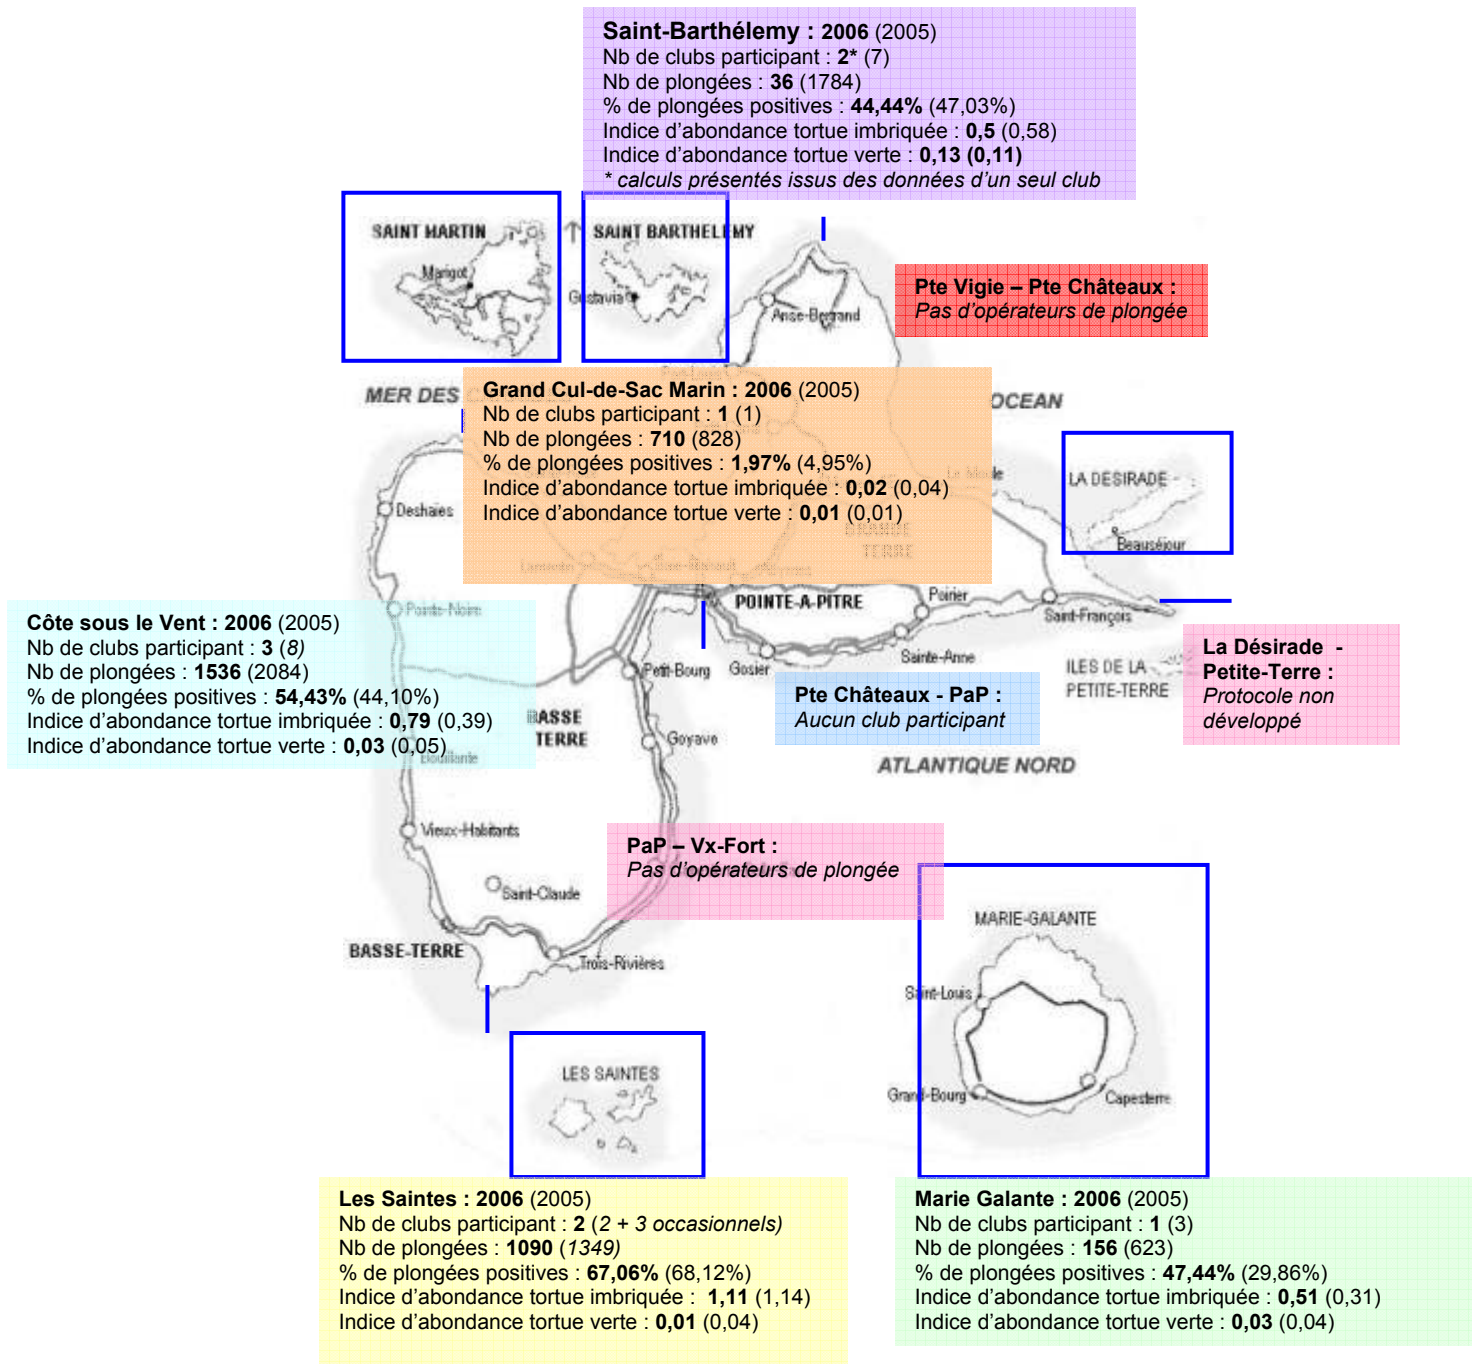 Saint-Barthélemy : 2006 (2005)
Nb de clubs participant : 2* (7)
Nb de plongées : 36 (1784)
% de plongées positives : 44,44% (47,03%)
Indice d'abondance tortue imbriquée : 0,5 (0,58)
Indice d'abondance tortue verte : 0,13 (0,11)
* calculs présentés issus des données d'un seul club
SAINT MARTIN
Marigot
SAINT BARTHELEMY
Gustavia
Anse-Bertrand
Pte Vigie – Pte Châteaux :
Pas d'opérateurs de plongée
MER DES
OCEAN
Grand Cul-de-Sac Marin : 2006 (2005)
Nb de clubs participant : 1 (1)
Nb de plongées : 710 (828)
% de plongées positives : 1,97% (4,95%)
Indice d'abondance tortue imbriquée : 0,02 (0,04)
Indice d'abondance tortue verte : 0,01 (0,01)
Le Moule
GRANDE
TERRE
LA DESIRADE
Beauséjour
Deshaies
Pointe-Noire
POINTE-A-PITRE
Poirier
Saint-François
Sainte-Anne
Gosier
Petit-Bourg
ILES DE LA
PETITE-TERRE
Côte sous le Vent : 2006 (2005)
Nb de clubs participant : 3 (8)
Nb de plongées : 1536 (2084)
% de plongées positives : 54,43% (44,10%)
Indice d'abondance tortue imbriquée : 0,79 (0,39)
Indice d'abondance tortue verte : 0,03 (0,05)
Bouillante
BASSE
TERRE
Goyave
Pte Châteaux - PaP :
Aucun club participant
La Désirade -
Petite-Terre :
Protocole non
développé
ATLANTIQUE NORD
Vieux-Habitants
Saint-Claude
PaP – Vx-Fort :
Pas d'opérateurs de plongée
BASSE-TERRE
Trois-Rivières
MARIE-GALANTE
Saint-Louis
Grand-Bourg
Capesterre
LES SAINTES
Les Saintes : 2006 (2005)
Nb de clubs participant : 2 (2 + 3 occasionnels)
Nb de plongées : 1090 (1349)
% de plongées positives : 67,06% (68,12%)
Indice d'abondance tortue imbriquée : 1,11 (1,14)
Indice d'abondance tortue verte : 0,01 (0,04)
Marie Galante : 2006 (2005)
Nb de clubs participant : 1 (3)
Nb de plongées : 156 (623)
% de plongées positives : 47,44% (29,86%)
Indice d'abondance tortue imbriquée : 0,51 (0,31)
Indice d'abondance tortue verte : 0,03 (0,04)